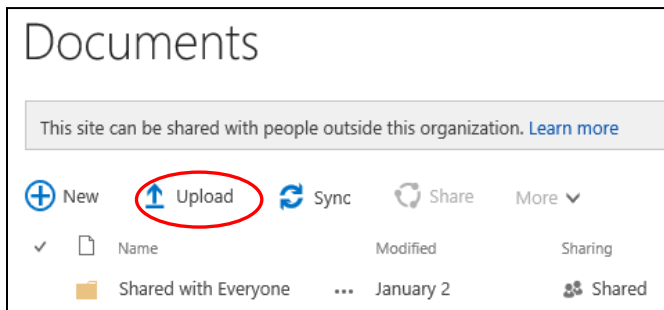 Documents
This site can be shared with people outside this organization. Learn more
New Upload Sync Share More
Name Modified Sharing
Shared with Everyone ... January 2 Shared